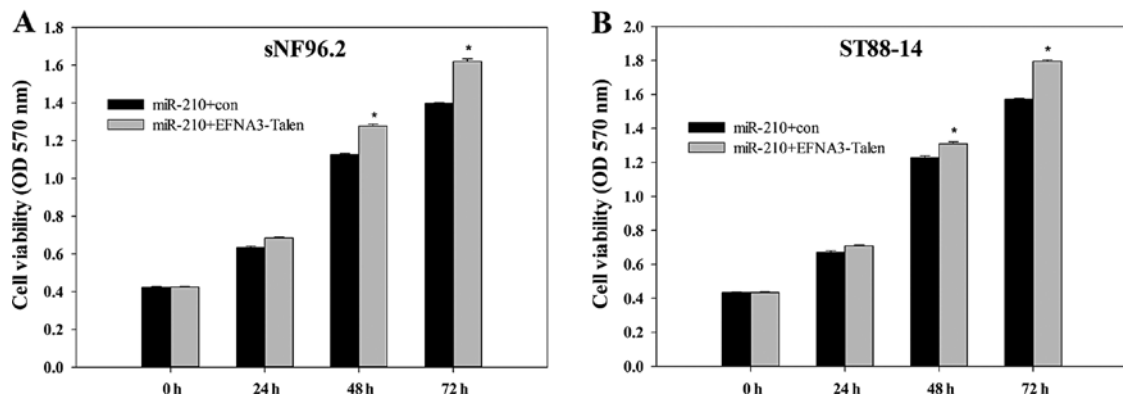 A
sNF96.2
Cell viability (OD 570 nm)
1.8
1.6
1.4
1.2
1.0
0.8
0.6
0.4
0.2
0.0
miR-210+con
miR-210+EFNA3-Talen
*
*
0 h
24 h
48 h
72 h
B
ST88-14
Cell viability (OD 570 nm)
2.0
1.8
1.6
1.4
1.2
1.0
0.8
0.6
0.4
0.2
0.0
miR-210+con
miR-210+EFNA3-Talen
*
*
0 h
24 h
48 h
72 h